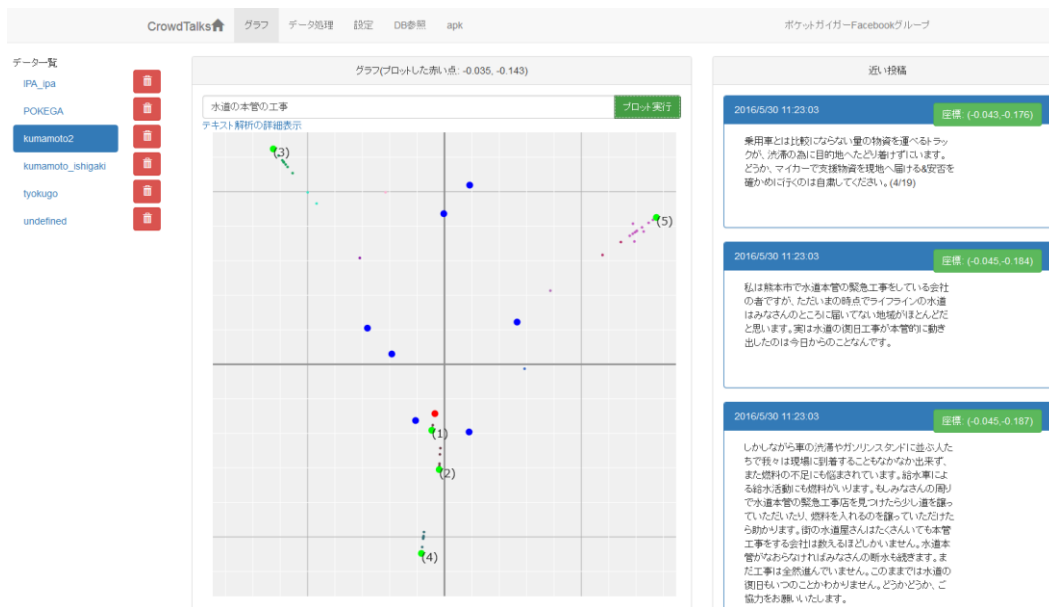 CrowdTalks
グラフ
データ処理
設定
DB参照
apk
ポケットガイガーFacebookグループ
データ一覧
IPA_ipa
POKEGA
kumamoto2
kumamoto_ishigaki
tyokugo
undefined
グラフ(プロットした赤い点: -0.035, -0.143)
水道の本管の工事
プロット実行
テキスト解析の詳細表示
(3)
(5)
(1)
(2)
(4)
近い投稿
2016/5/30 11:23:03
座標: (-0.043,-0.176)
乗用車とは比較にならない量の物資を運べるトラッ
クが、渋滞の為に目的地へたどり着けずにいます。
どうか、マイカーで支援物資を現地へ届ける&安否を
確かめに行くのは自粛してください。(4/19)
2016/5/30 11:23:03
座標: (-0.045,-0.184)
私は熊本市で水道本管の緊急工事をしている会社
の者ですが、ただいまの時点でライフラインの水道
はみなさんのところに届いてない地域がほとんどだ
と思います。実は水道の復旧工事が本管的に動き
出したのは今日からのことなんです。
2016/5/30 11:23:03
座標: (-0.045,-0.187)
しかしながら車の渋滞やガソリンスタンドに並ぶ人た
ちで我々は現場に到着することもなかなか出来ず、
また燃料の不足にも悩まされています。給水車によ
る給水活動にも燃料がいります。もしみなさんの周り
で水道本管の緊急工事店を見つけたら少し道を譲っ
ていただいたり、燃料を入れるのを譲っていただけた
ら助かります。街の水道屋さんはたくさんいても本管
工事をする会社は数えるほどしかいません。水道本
管がなおらなければみなさんの断水も続きます。ま
だ工事は全然進んでいません。このままでは水道の
復旧もいつのことかわかりません。どうかどうか、ご
協力をお願いいたします。